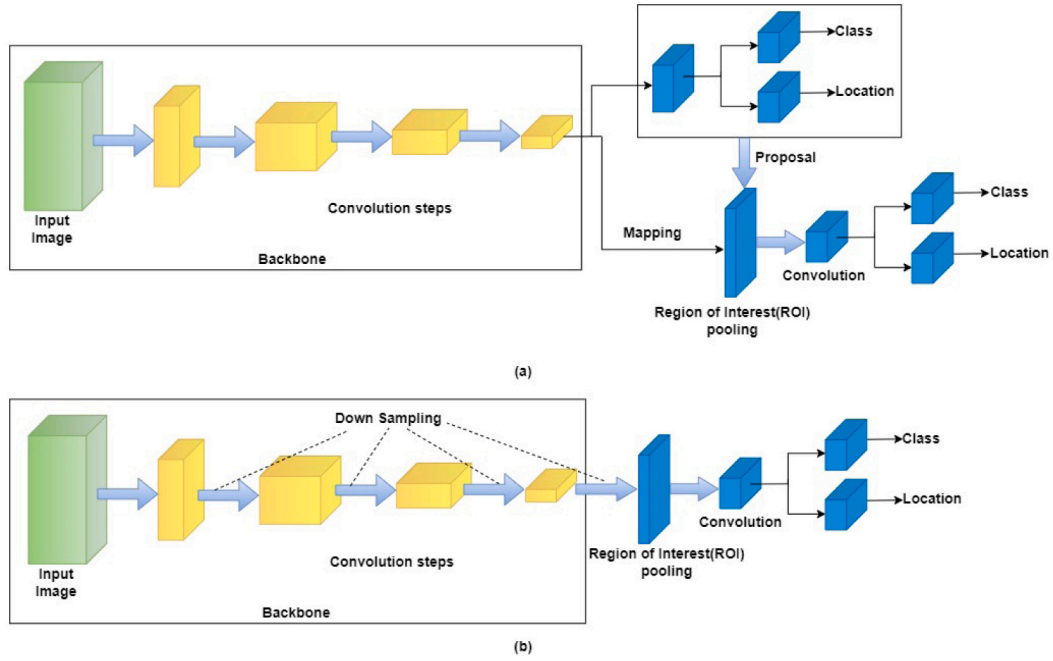 Class
Location
Proposal
Input
Image
Convolution steps
Backbone
Mapping
Class
Location
Convolution
Region of Interest(ROI)
pooling
(a)
Down Sampling
Class
Location
Convolution
Region of Interest(ROI)
pooling
Input
Image
Convolution steps
Backbone
(b)